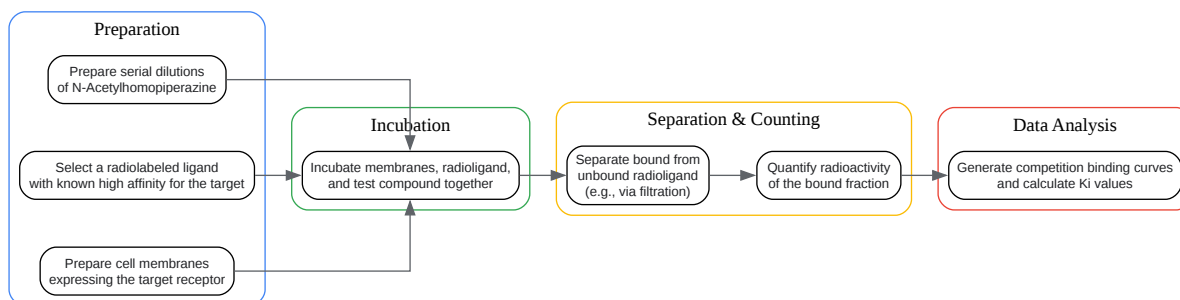 Preparation
Prepare serial dilutions
of N-Acetylhomopiperazine
Select a radiolabeled ligand
with known high affinity for the target
Prepare cell membranes
expressing the target receptor
Incubation
Incubate membranes, radioligand,
and test compound together
Separation & Counting
Separate bound from
unbound radioligand
(e.g., via filtration)
Quantify radioactivity
of the bound fraction
Data Analysis
Generate competition binding curves
and calculate Ki values